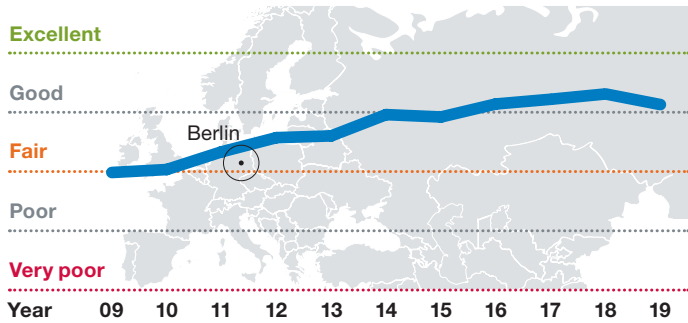 Excellent
Good
Berlin
Fair
Poor
Very poor
Year 09 10 11 12 13 14 15 16 17 18 19